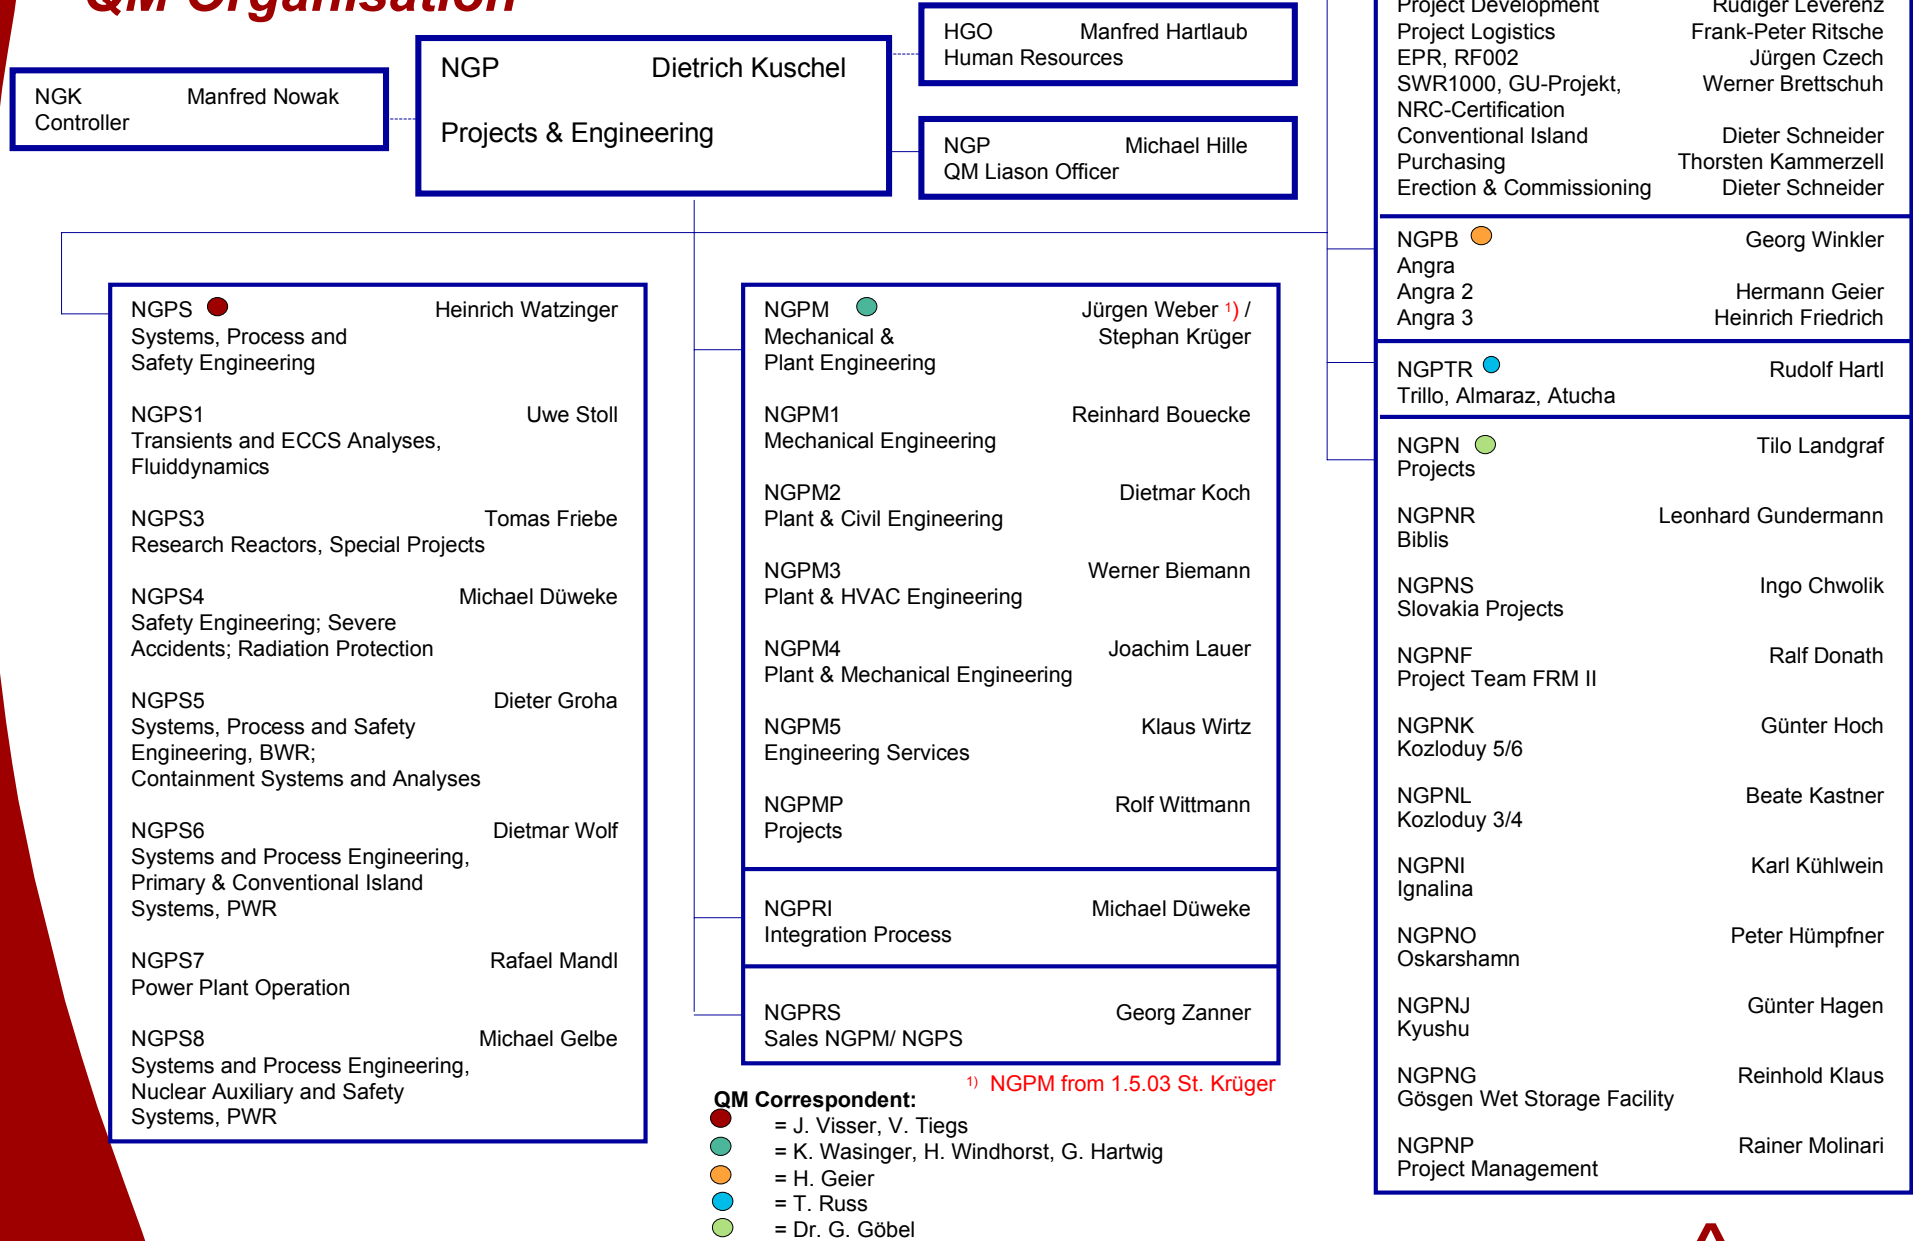 QM Organisation
NGK Manfred Nowak
Controller
NGP Dietrich Kuschel
Projects & Engineering
HGO Manfred Hartlaub
Human Resources
NGP Michael Hille
QM Liason Officer
Project Development Rüdiger Leverenz
Project Logistics Frank-Peter Ritsche
EPR, RF002 Jürgen Czech
SWR1000, GU-Projekt, Werner Brettschuh
NRC-Certification
Conventional Island Dieter Schneider
Purchasing Thorsten Kammerzell
Erection & Commissioning Dieter Schneider
NGPB Georg Winkler
Angra
Angra 2 Hermann Geier
Angra 3 Heinrich Friedrich
NGPTR Rudolf Hartl
Trillo, Almaraz, Atucha
NGPN Tilo Landgraf
Projects
NGPNR Leonhard Gundermann
Biblis
NGPNS Ingo Chwolik
Slovakia Projects
NGPNF Ralf Donath
Project Team FRM II
NGPNK Günter Hoch
Kozloduy 5/6
NGPNL Beate Kastner
Kozloduy 3/4
NGPNI Karl Kühlwein
Ignalina
NGPNO Peter Hümpfner
Oskarshamn
NGPNJ Günter Hagen
Kyushu
NGPNG Reinhold Klaus
Gösgen Wet Storage Facility
NGPNP Rainer Molinari
Project Management
NGPS Heinrich Watzinger
Systems, Process and
Safety Engineering
NGPS1 Uwe Stoll
Transients and ECCS Analyses,
Fluiddynamics
NGPS3 Tomas Friebe
Research Reactors, Special Projects
NGPS4 Michael Düweke
Safety Engineering; Severe
Accidents; Radiation Protection
NGPS5 Dieter Groha
Systems, Process and Safety
Engineering, BWR;
Containment Systems and Analyses
NGPS6 Dietmar Wolf
Systems and Process Engineering,
Primary & Conventional Island
Systems, PWR
NGPS7 Rafael Mandl
Power Plant Operation
NGPS8 Michael Gelbe
Systems and Process Engineering,
Nuclear Auxiliary and Safety
Systems, PWR
NGPM Jürgen Weber 1) /
Mechanical & Stephan Krüger
Plant Engineering
NGPM1 Reinhard Bouecke
Mechanical Engineering
NGPM2 Dietmar Koch
Plant & Civil Engineering
NGPM3 Werner Biemann
Plant & HVAC Engineering
NGPM4 Joachim Lauer
Plant & Mechanical Engineering
NGPM5 Klaus Wirtz
Engineering Services
NGPMP Rolf Wittmann
Projects
NGPRI Michael Düweke
Integration Process
NGPRS Georg Zanner
Sales NGPM/ NGPS
1) NGPM from 1.5.03 St. Krüger
QM Correspondent:
= J. Visser, V. Tiegs
= K. Wasinger, H. Windhorst, G. Hartwig
= H. Geier
= T. Russ
= Dr. G. Göbel